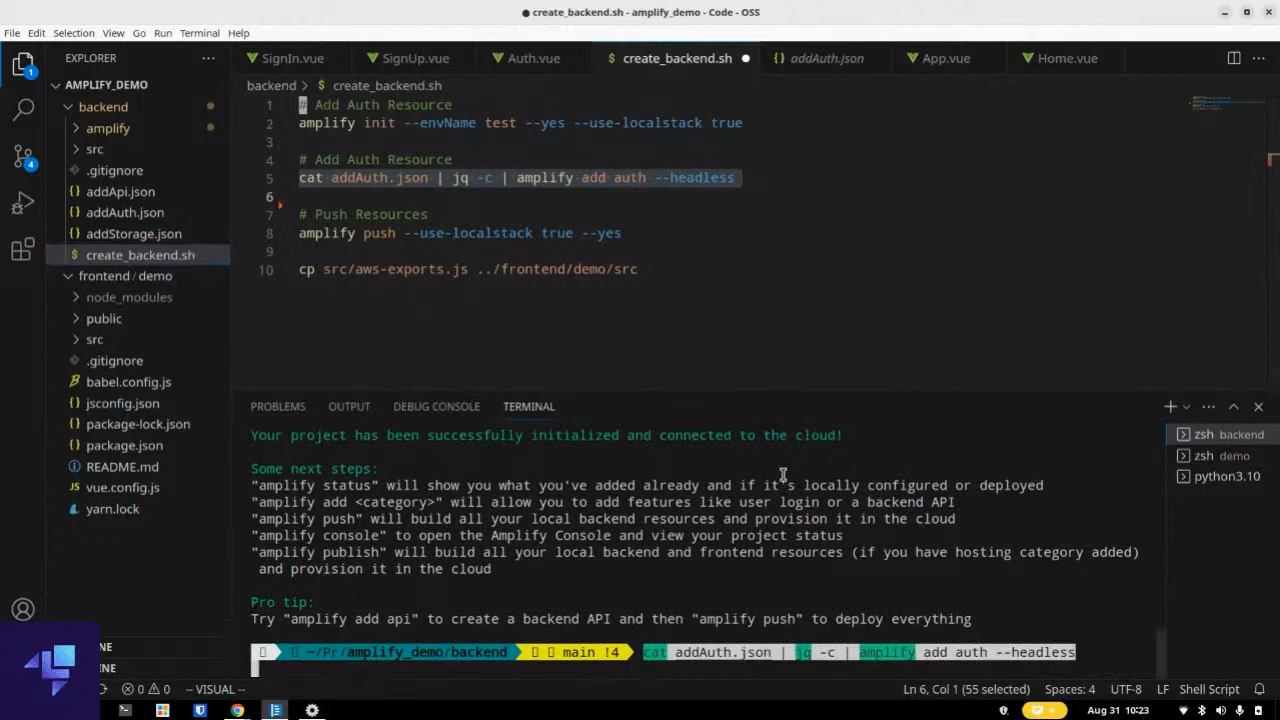 create_backend.sh - amplify_demo - Code - OSS
File Edit Selection View Go Run Terminal Help
EXPLORER
SignIn.vue SignUp.vue Auth.vue create_backend.sh addAuth.json App.vue Home.vue
AMPLIFY_DEMO
backend > create_backend.sh
backend
amplify
src
.gitignore
addApi.json
addAuth.json
addStorage.json
create_backend.sh
frontend / demo
node_modules
public
src
.gitignore
babel.config.js
jsconfig.json
package-lock.json
package.json
README.md
vue.config.js
yarn.lock
1 # Add Auth Resource
2 amplify init --envName test --yes --use-localstack true
3
4 # Add Auth Resource
5 cat addAuth.json | jq -c | amplify add auth --headless
6
7 # Push Resources
8 amplify push --use-localstack true --yes
9
10 cp src/aws-exports.js ../frontend/demo/src
PROBLEMS OUTPUT DEBUG CONSOLE TERMINAL
Your project has been successfully initialized and connected to the cloud!
Some next steps:
"amplify status" will show you what you've added already and if it's locally configured or deployed
"amplify add <category>" will allow you to add features like user login or a backend API
"amplify push" will build all your local backend resources and provision it in the cloud
"amplify console" to open the Amplify Console and view your project status
"amplify publish" will build all your local backend and frontend resources (if you have hosting category added)
and provision it in the cloud
Pro tip:
Try "amplify add api" to create a backend API and then "amplify push" to deploy everything
~/Pr/amplify_demo/backend main !4 cat addAuth.json | jq -c | amplify add auth --headless
zsh backend
zsh demo
python3.10
1
4
NE
NE
0 0 -- VISUAL -- Ln 6, Col 1 (55 selected) Spaces: 4 UTF-8 LF Shell Script
Aug 31 10:23